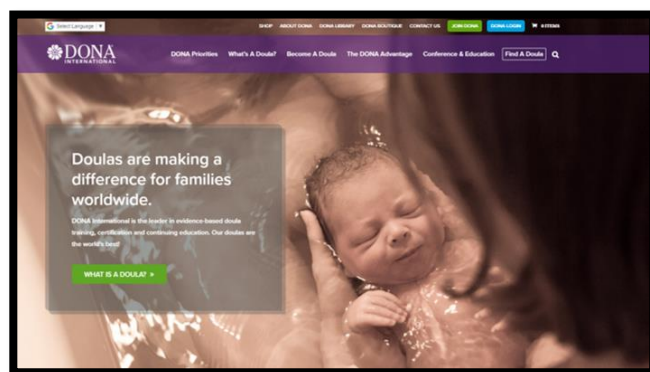 Select Language ▼
SHOP ABOUT DONA DONA LIBRARY DONA BOUTIQUE CONTACT US JOIN DONA DONA LOGIN 0 ITEMS
DONA
INTERNATIONAL
DONA Priorities What's A Doula? Become A Doula The DONA Advantage Conference & Education Find A Doula
Doulas are making a
difference for families
worldwide.
DONA International is the leader in evidence-based doula
training, certification and continuing education. Our doulas are
the world's best!
WHAT IS A DOULA? »